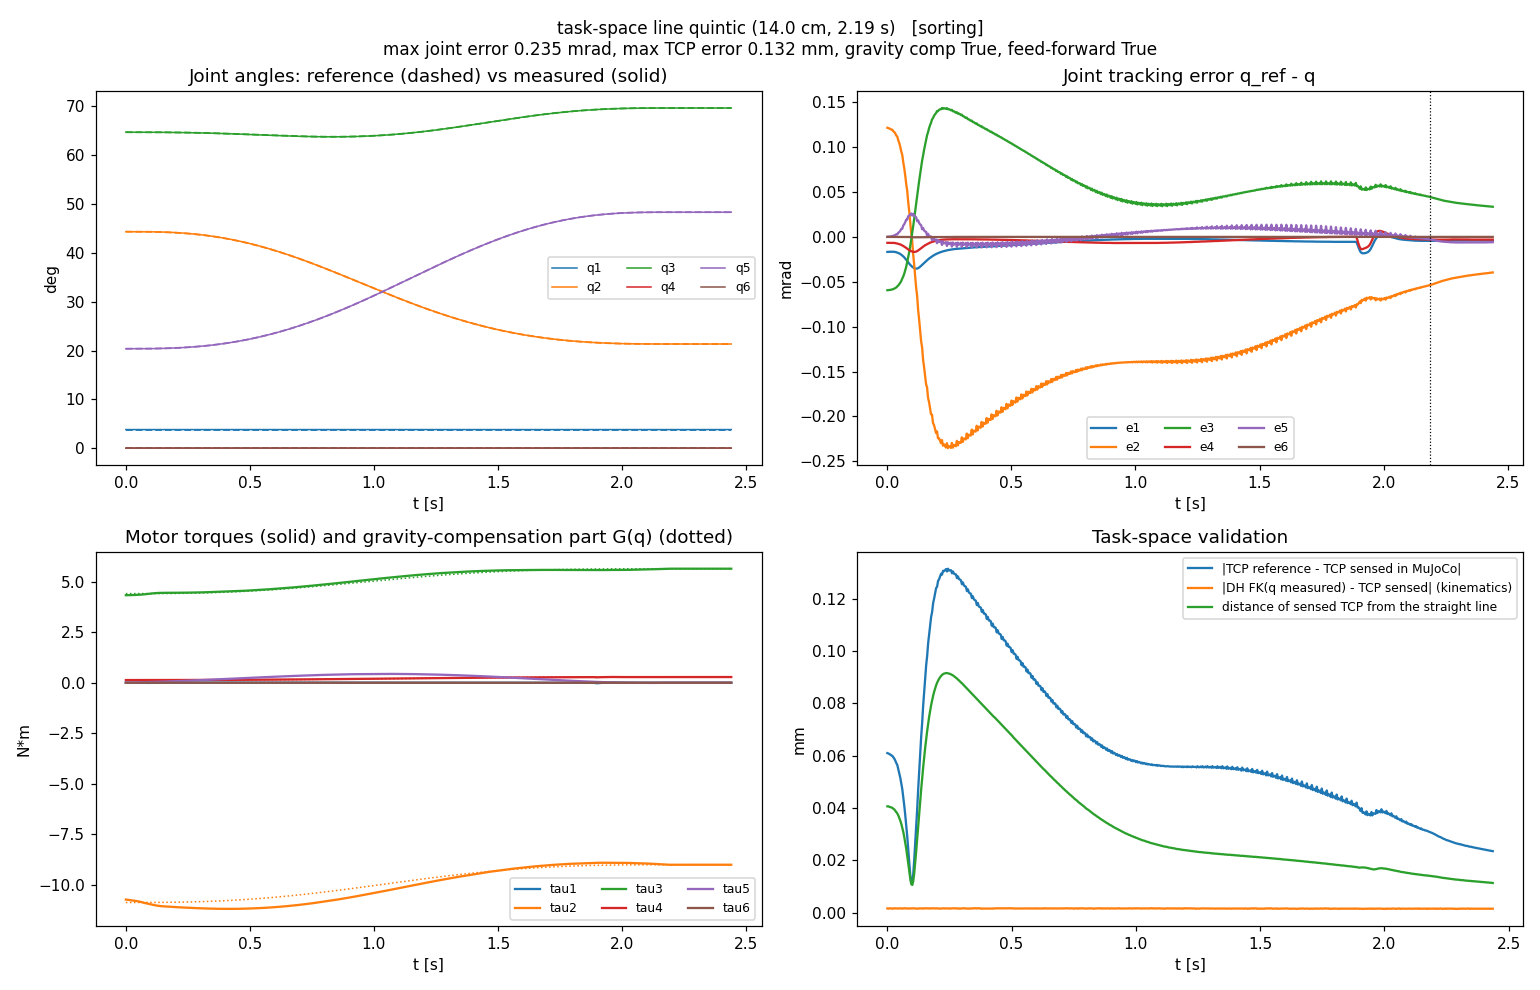 task-space line quintic (14.0 cm, 2.19 s)   [sorting]
max joint error 0.235 mrad, max TCP error 0.132 mm, gravity comp True, feed-forward True
Joint angles: reference (dashed) vs measured (solid)
70
60
50
40
30
20
10
0
deg
q1 q3 q5
q2 q4 q6
0.0 0.5 1.0 1.5 2.0 2.5
t [s]
Joint tracking error q_ref - q
0.15
0.10
0.05
0.00
−0.05
−0.10
−0.15
−0.20
−0.25
mrad
e1 e3 e5
e2 e4 e6
0.0 0.5 1.0 1.5 2.0 2.5
t [s]
Motor torques (solid) and gravity-compensation part G(q) (dotted)
5.0
2.5
0.0
−2.5
−5.0
−7.5
−10.0
N*m
tau1 tau3 tau5
tau2 tau4 tau6
0.0 0.5 1.0 1.5 2.0 2.5
t [s]
Task-space validation
|TCP reference - TCP sensed in MuJoCo|
|DH FK(q measured) - TCP sensed| (kinematics)
distance of sensed TCP from the straight line
0.12
0.10
0.08
0.06
0.04
0.02
0.00
mm
0.0 0.5 1.0 1.5 2.0 2.5
t [s]